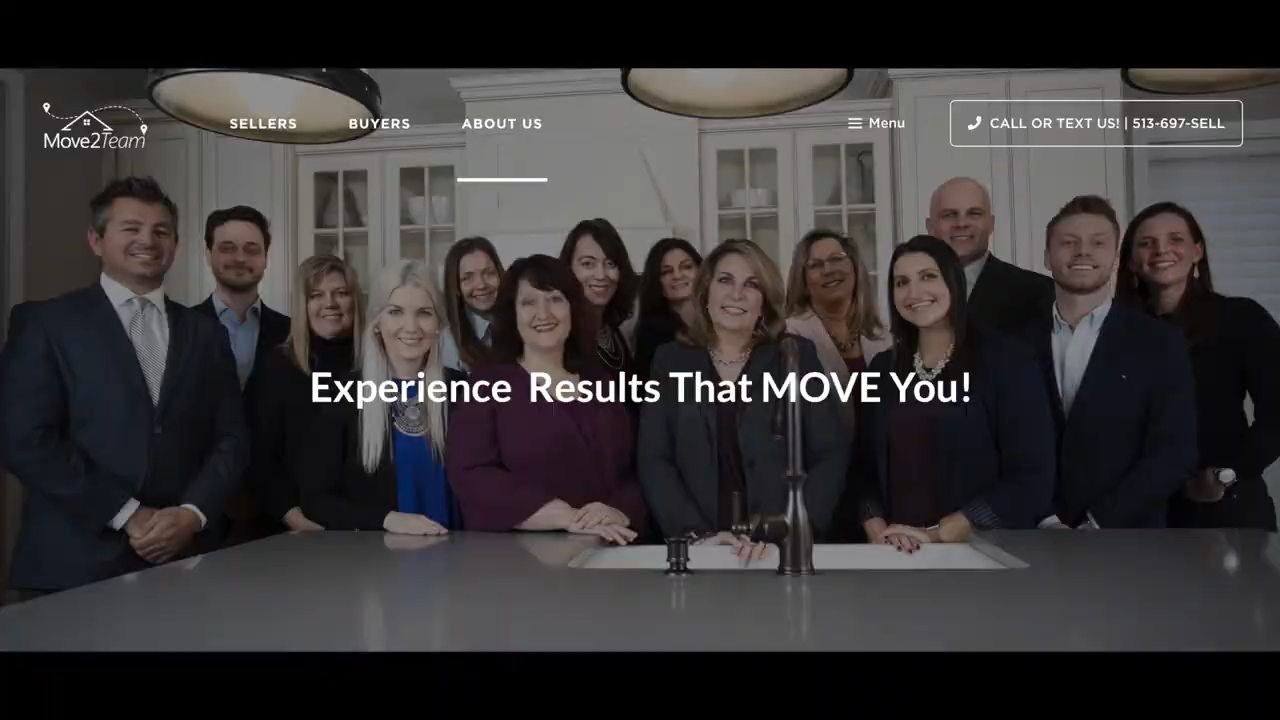 Move2Team
SELLERS
BUYERS
ABOUT US
Menu
CALL OR TEXT US! | 513-697-SELL
Experience Results That MOVE You!